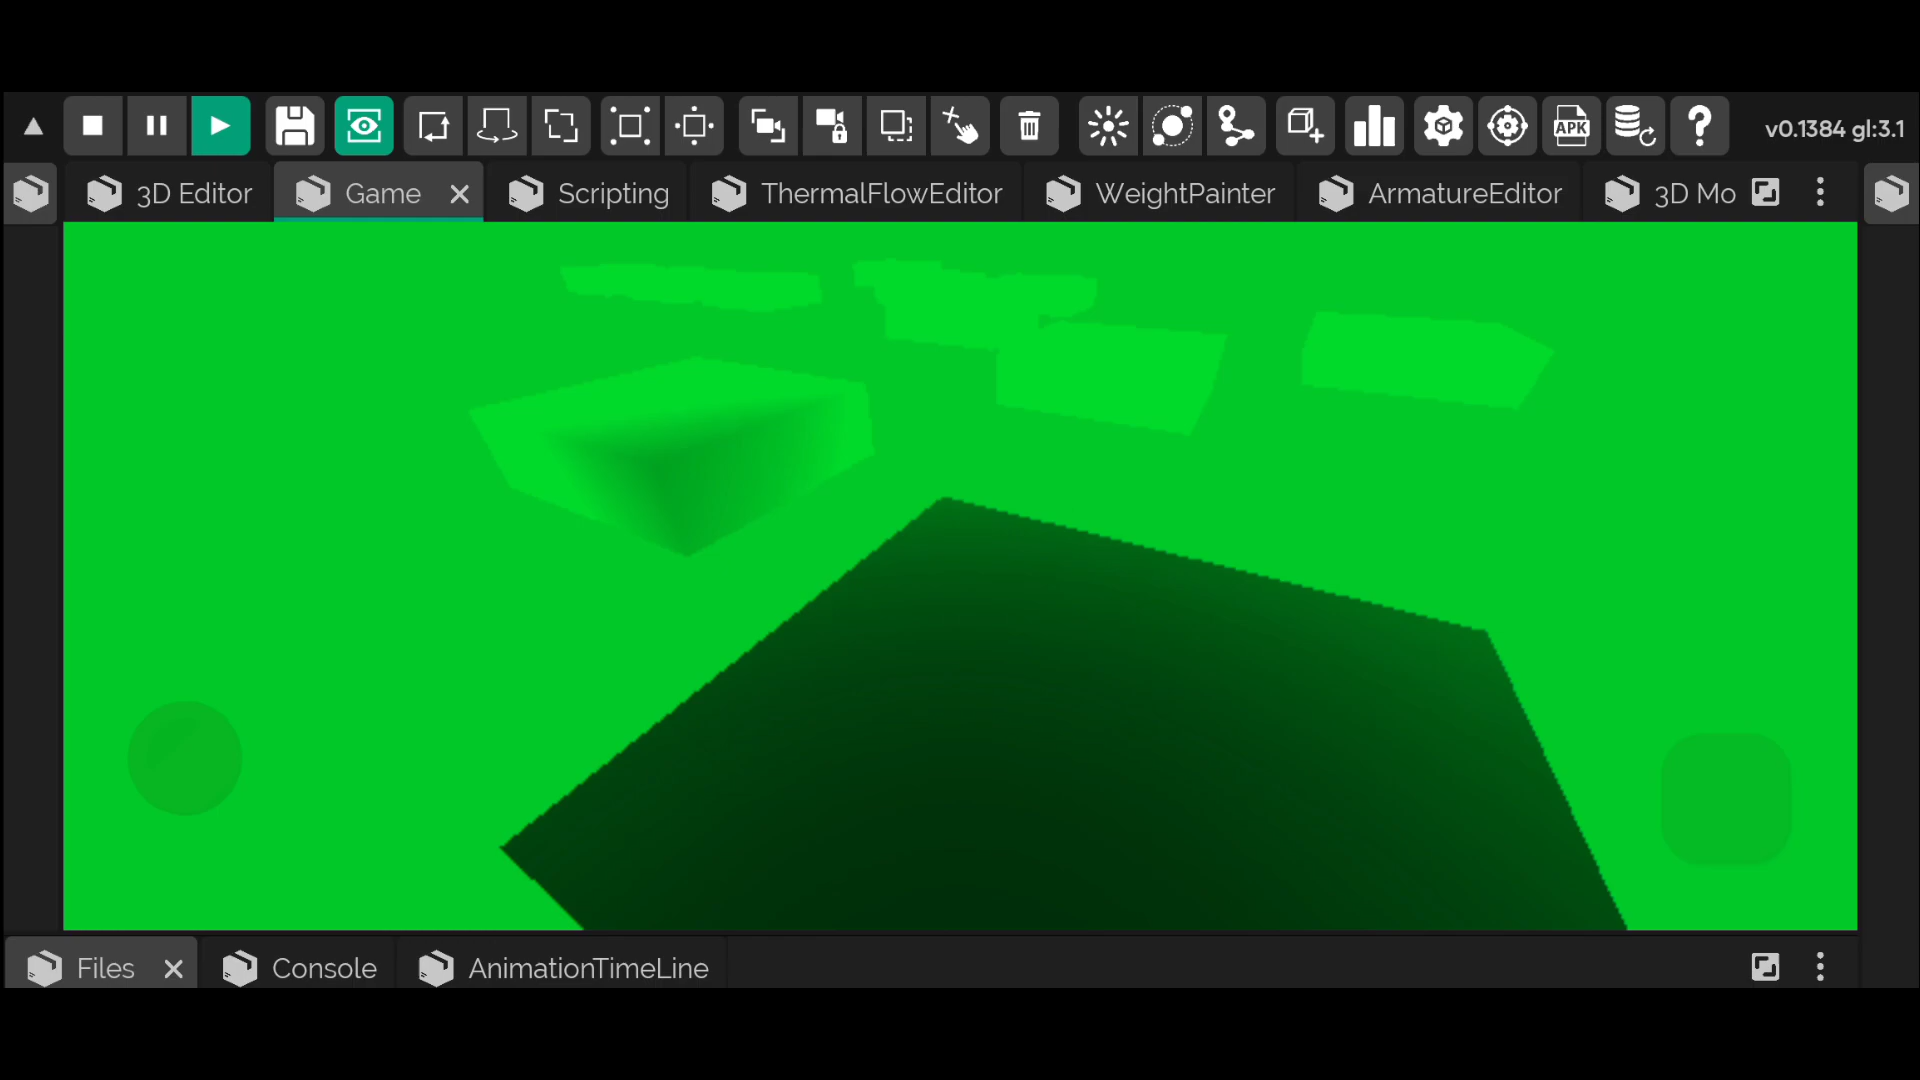 APK
v0.1384 gl:3.1
3D Editor
Game
Scripting
ThermalFlowEditor
WeightPainter
ArmatureEditor
3D Mo
Files
Console
AnimationTimeLine